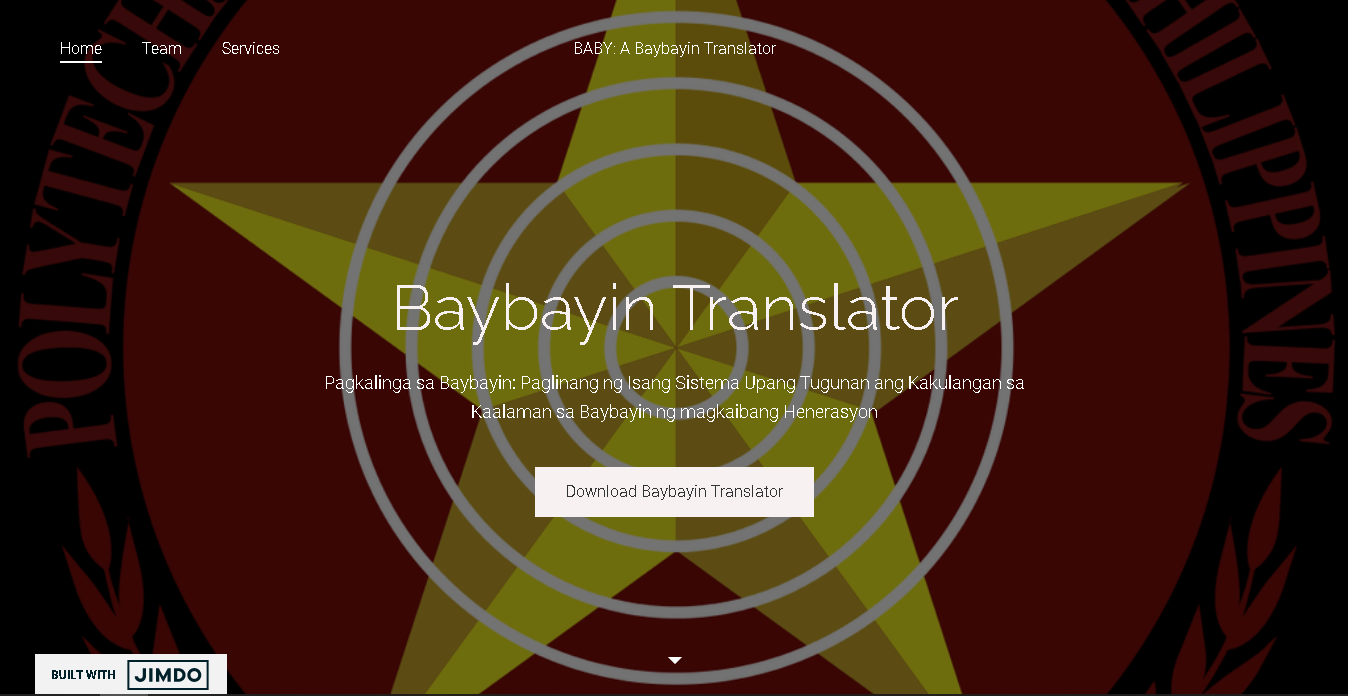 Home Team Services BABY: A Baybayin Translator
POLYTECH
HILIPPINES
Baybayin Translator
Pagkalinga sa Baybayin: Paglinang ng Isang Sistema Upang Tugunan ang Kakulangan sa
Kaalaman sa Baybayin ng magkaibang Henerasyon
Download Baybayin Translator
BUILT WITH JIMDO